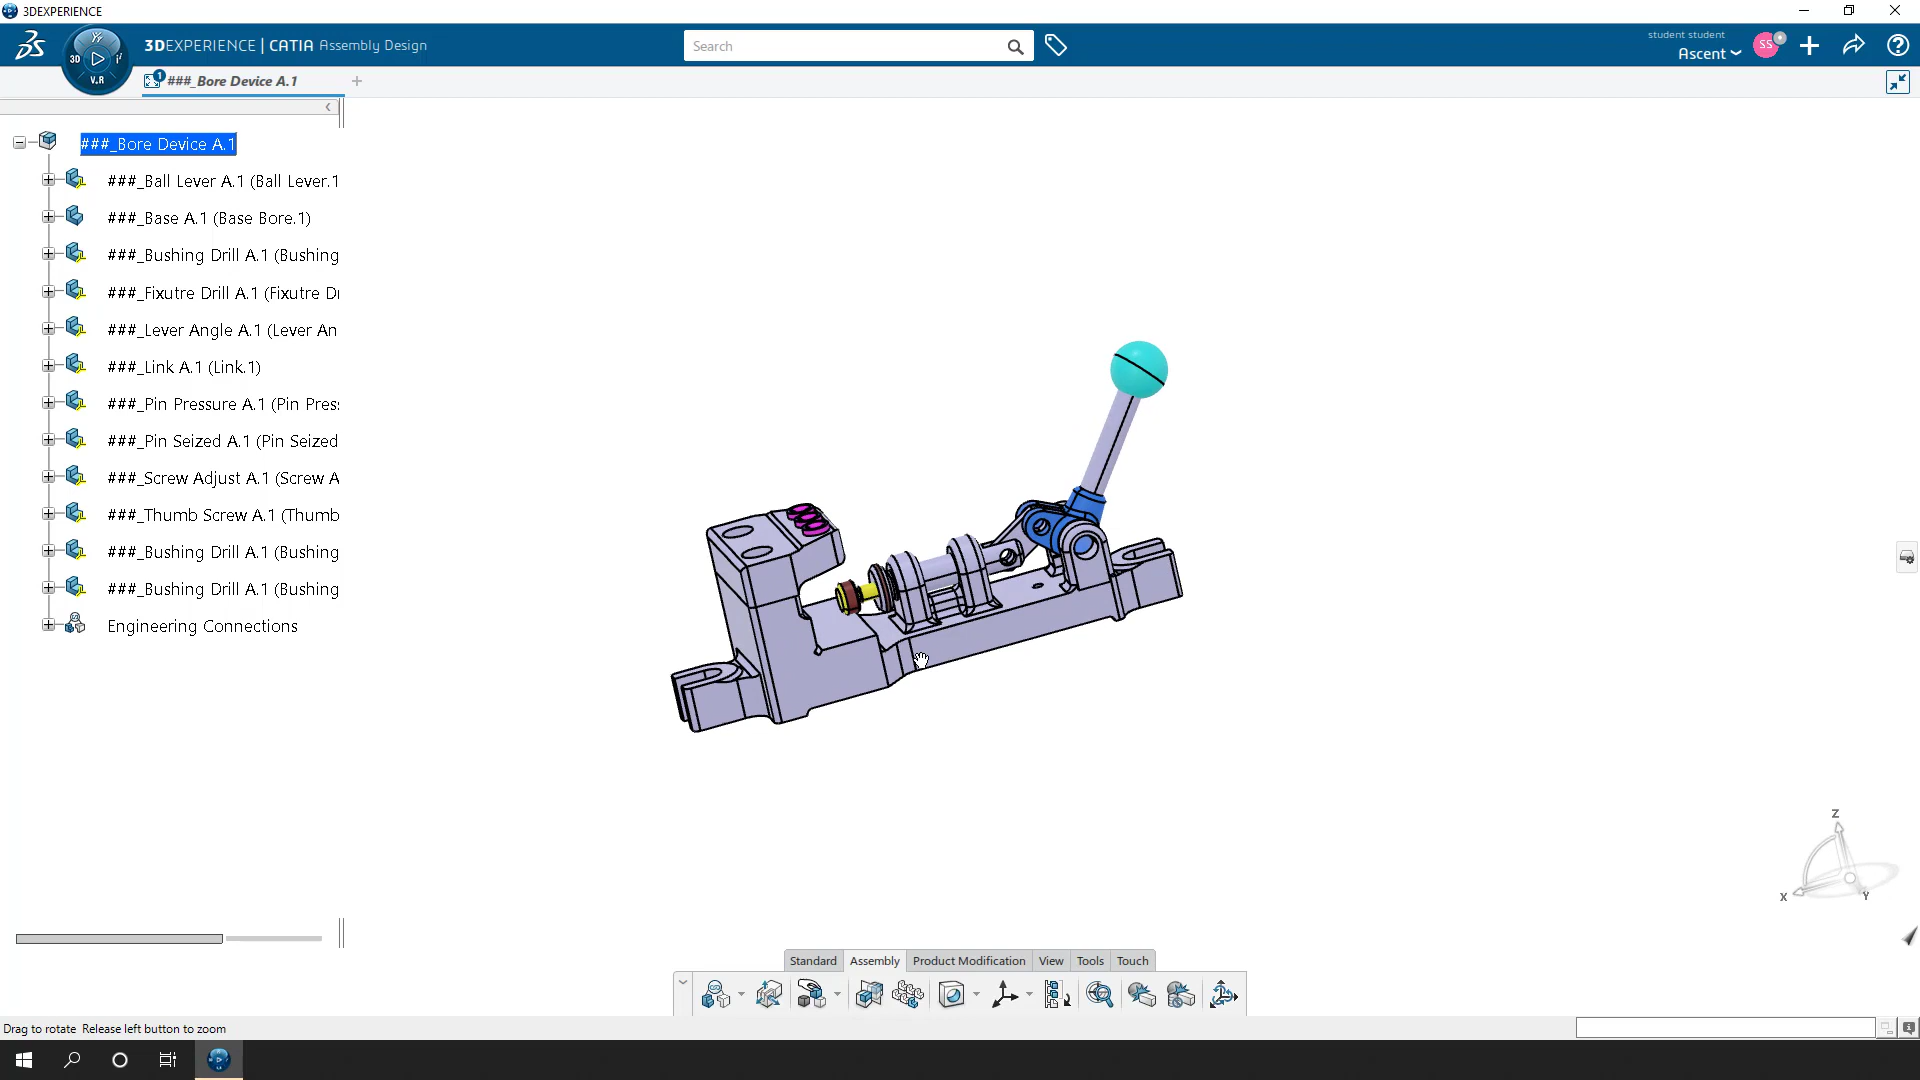 3DEXPERIENCE
3DEXPERIENCE | CATIA Assembly Design
Search
student student
Ascent
SS
3D
V.R
1
###_Bore Device A.1
###_Bore Device A.1
###_Ball Lever A.1 (Ball Lever.1
###_Base A.1 (Base Bore.1)
###_Bushing Drill A.1 (Bushing
###_Fixutre Drill A.1 (Fixutre Dr
###_Lever Angle A.1 (Lever An
###_Link A.1 (Link.1)
###_Pin Pressure A.1 (Pin Press
###_Pin Seized A.1 (Pin Seized
###_Screw Adjust A.1 (Screw A
###_Thumb Screw A.1 (Thumb
###_Bushing Drill A.1 (Bushing
###_Bushing Drill A.1 (Bushing
Engineering Connections
Z
X
Y
Standard
Assembly
Product Modification
View
Tools
Touch
Drag to rotate Release left button to zoom